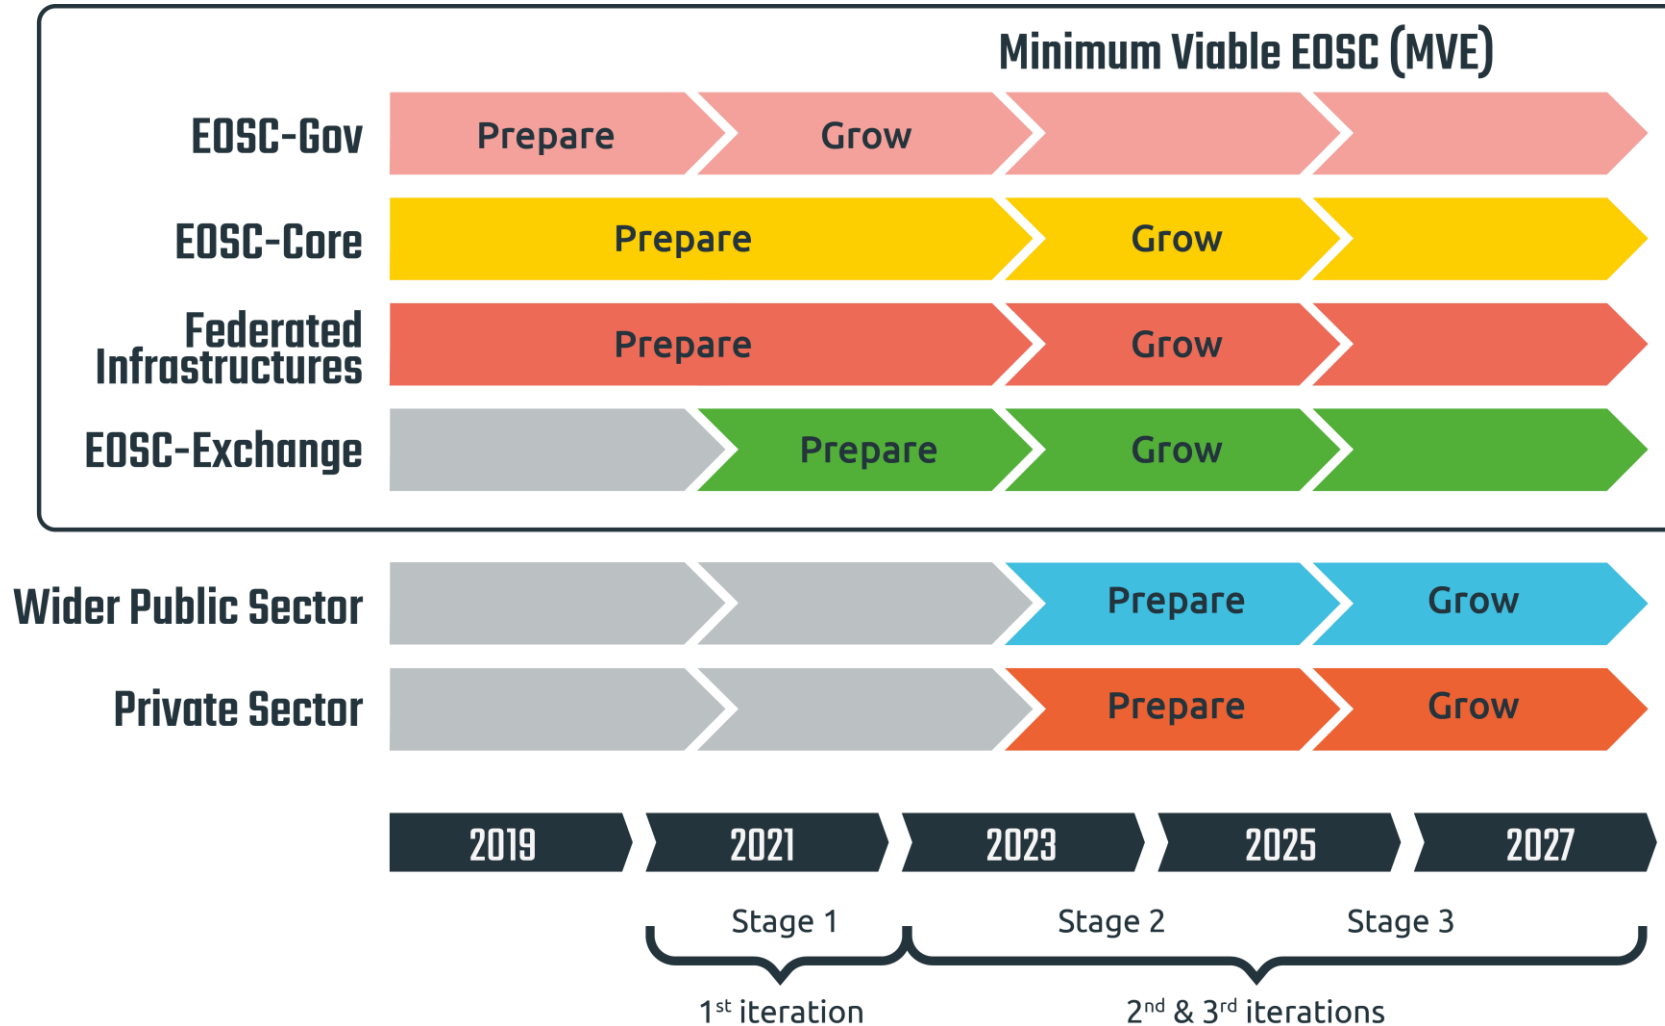 Minimum Viable EOSC (MVE)
EOSC-Gov
Prepare
Grow
EOSC-Core
Prepare
Grow
Federated
Infrastructures
Prepare
Grow
EOSC-Exchange
Prepare
Grow
Wider Public Sector
Prepare
Grow
Private Sector
Prepare
Grow
2019
2021
2023
2025
2027
Stage 1
Stage 2
Stage 3
1st iteration
2nd & 3rd iterations